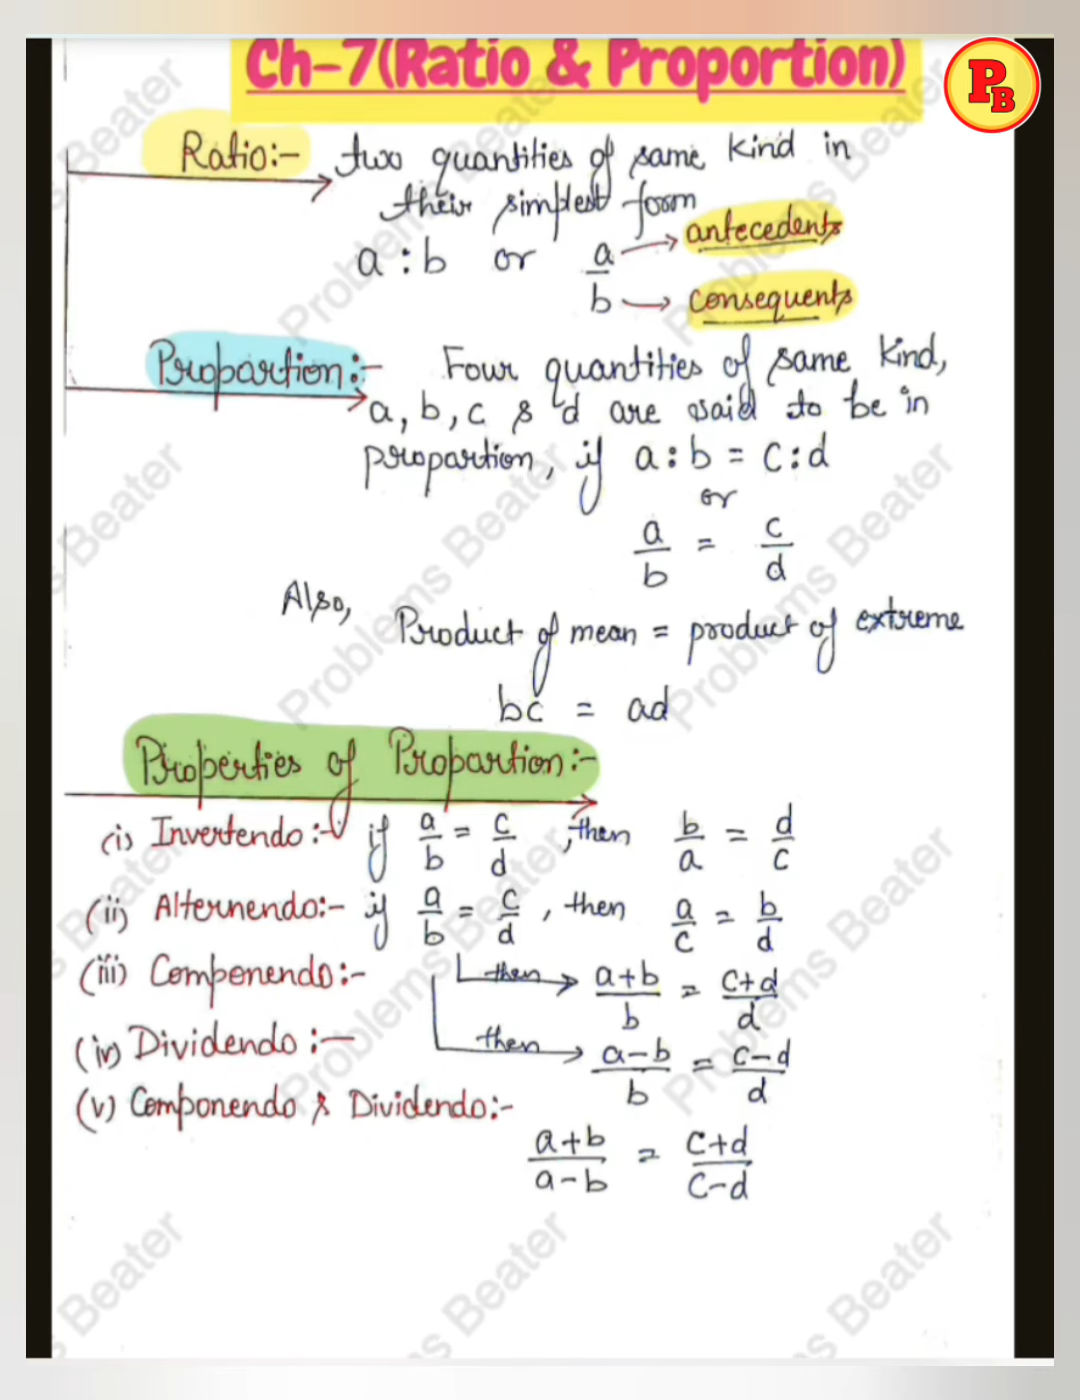 Ch-7(Ratio & Proportion)
PB
Ratio:- two quantities of same kind in
their simplest form
a : b or a/b → antecedents
→ consequents
Proportion:- Four quantities of same kind,
a, b, c & d are said to be in
proportion, if a : b = c : d
or
a/b = c/d
Also,
Product of mean = product of extreme
bc = ad
Properties of Proportion:-
(i) Invertendo:- if a/b = c/d, then b/a = d/c
(ii) Alternendo:- if a/b = c/d, then a/c = b/d
(iii) Componendo:- then → a+b/b = c+d/d
(iv) Dividendo:- then → a-b/b = c-d/d
(v) Componendo & Dividendo:-
a+b/a-b = c+d/c-d
Problems Beater